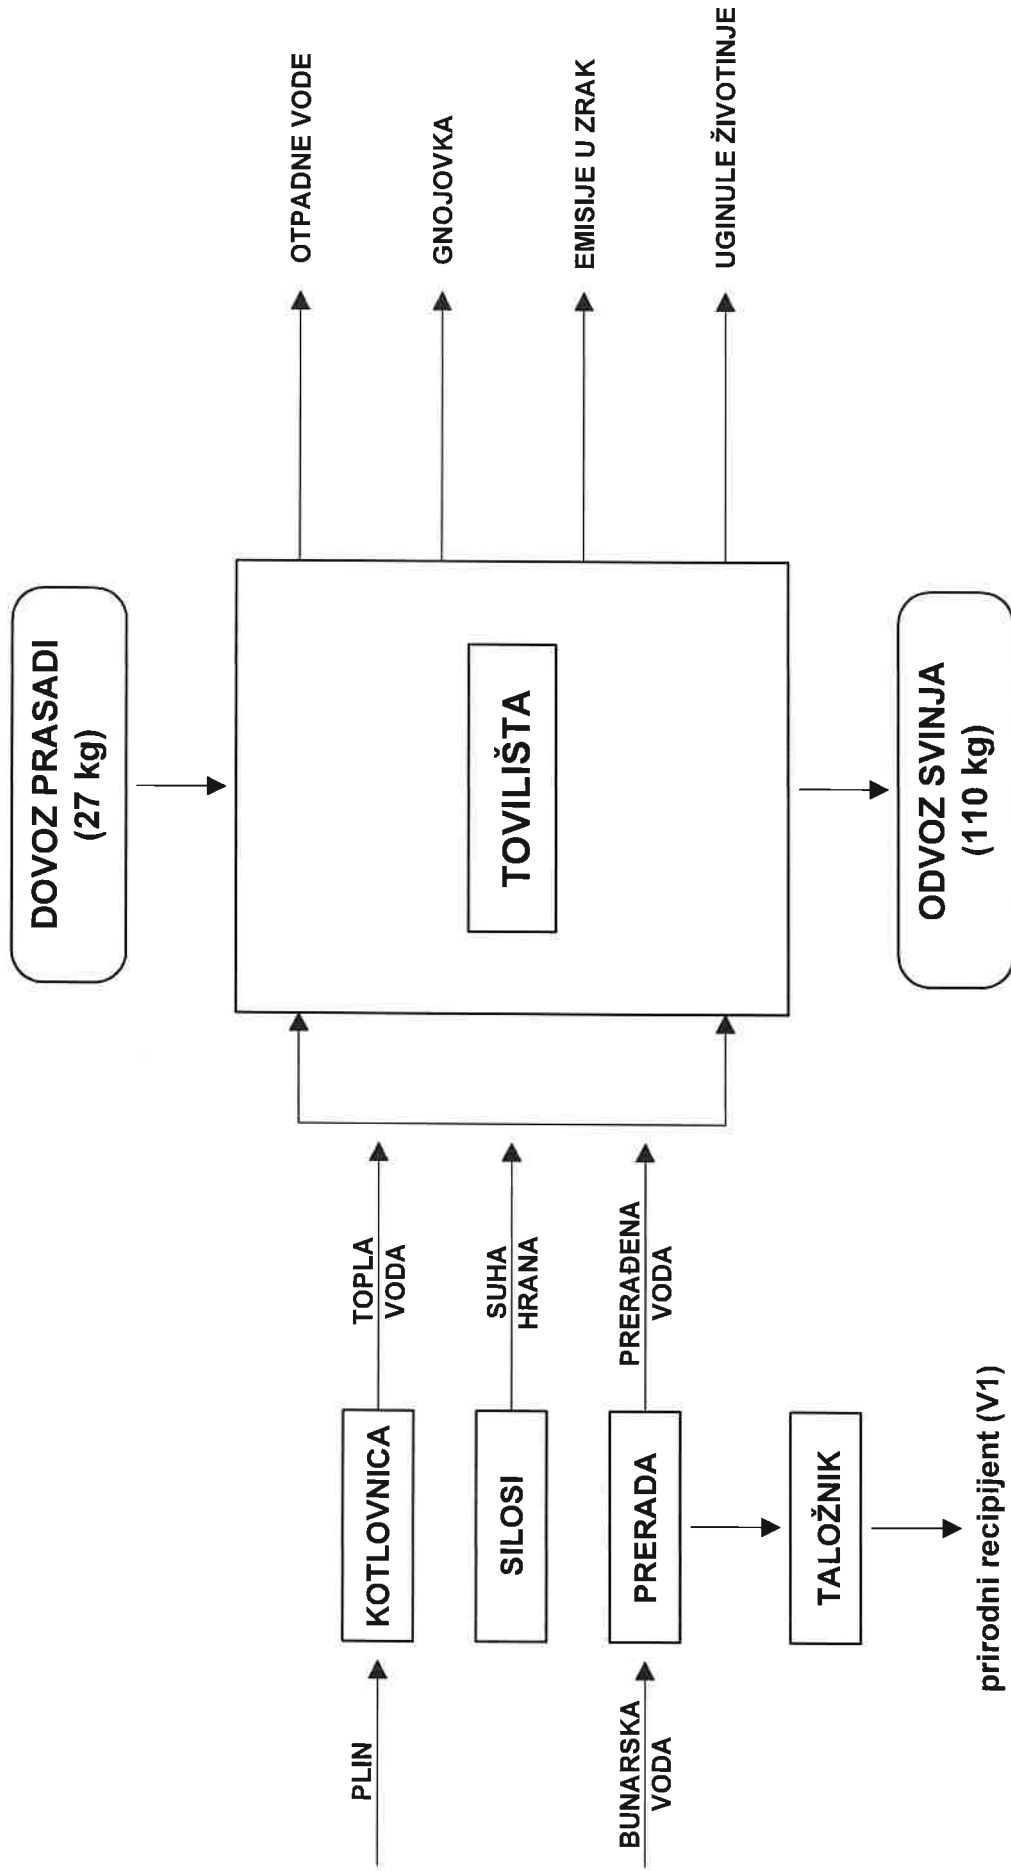 DOVOZ PRASADI
(27 kg)
PLIN
KOTLOVNICA
TOPLA
VODA
OTPADNE VODE
SILOSI
SUHA
HRANA
TOVILIŠTA
GNOJOVKA
BUNARSKA
VODA
PRERADA
PRERAĐENA
VODA
EMISIJE U ZRAK
UGINULE ŽIVOTINJE
TALOŽNIK
prirodni recipijent (V1)
ODVOZ SVINJA
(110 kg)